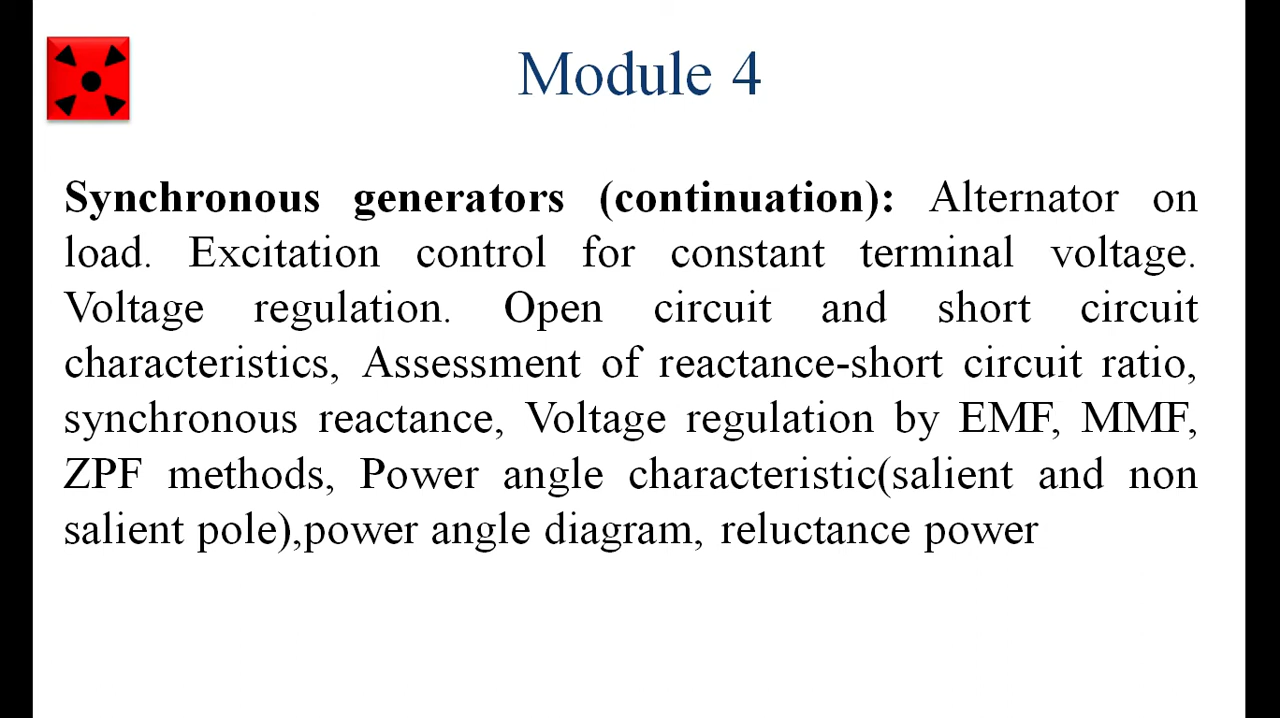 Module 4
Synchronous generators (continuation): Alternator on
load. Excitation control for constant terminal voltage.
Voltage regulation. Open circuit and short circuit
characteristics, Assessment of reactance-short circuit ratio,
synchronous reactance, Voltage regulation by EMF, MMF,
ZPF methods, Power angle characteristic(salient and non
salient pole),power angle diagram, reluctance power